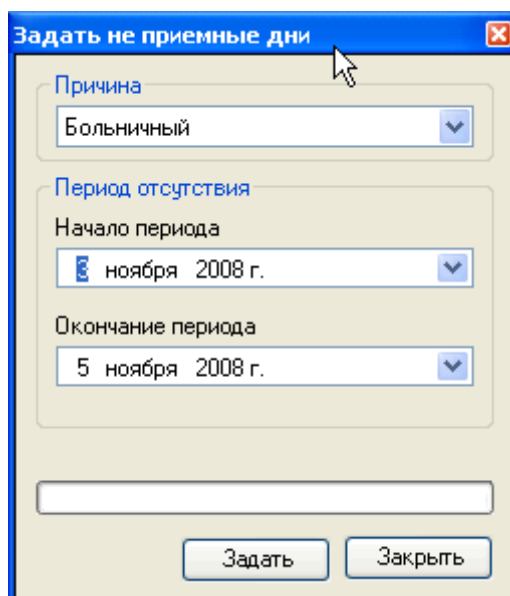 Задать не приемные дни
Причина
Больничный
Период отсутствия
Начало периода
3 ноября 2008 г.
Окончание периода
5 ноября 2008 г.
Задать Закрыть